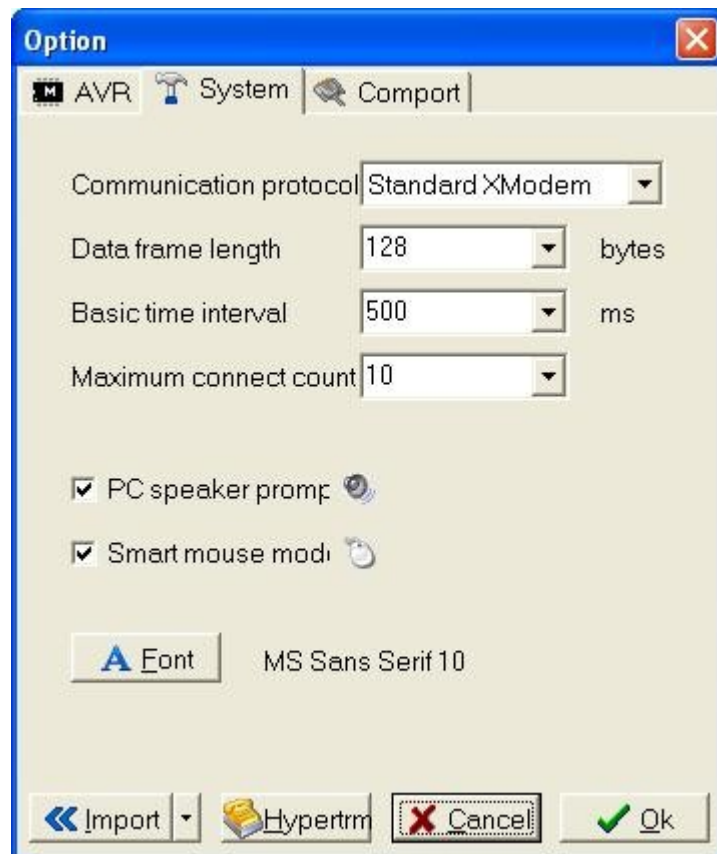 Option
AVR System Comport
Communication protocol Standard XModem
Data frame length 128 bytes
Basic time interval 500 ms
Maximum connect count 10
PC speaker promp
Smart mouse mod
Font MS Sans Serif 10
Import Hypertrm Cancel Ok